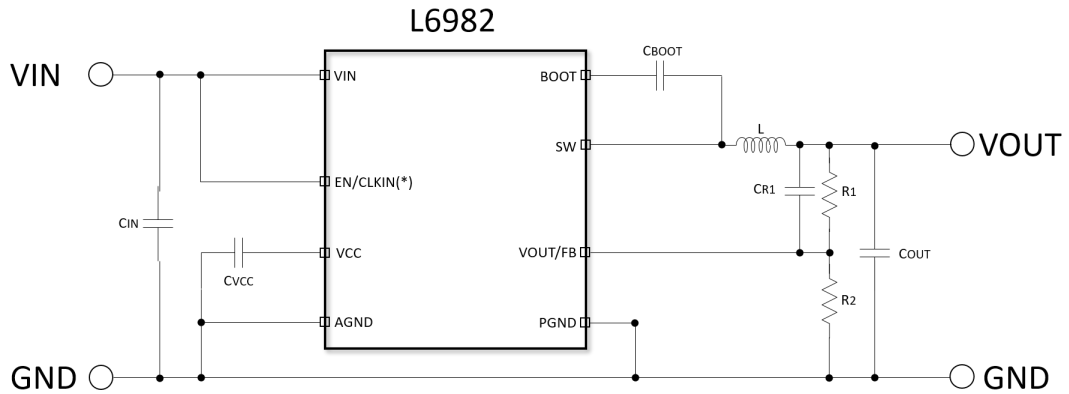 L6982
CBOOT
VIN
VIN
BOOT
L
SW
VOUT
EN/CLKIN(*)
CR1
R1
CIN
VCC
VOUT/FB
COUT
CVCC
R2
AGND
PGND
GND
GND